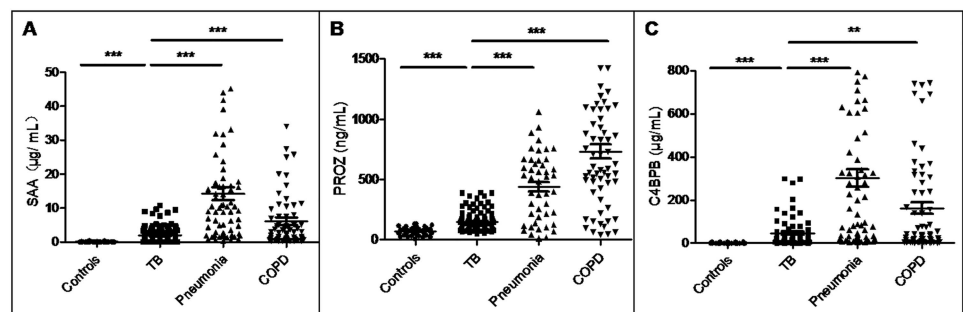 A
***
***
***
SAA (µg/ mL)
50
40
30
20
10
0
Controls
TB
Pneumonia
COPD
B
***
***
***
PROZ (ng/mL)
1500
1000
500
0
Controls
TB
Pneumonia
COPD
C
**
***
***
C4BPB (µg/mL)
800
600
400
200
0
Controls
TB
Pneumonia
COPD